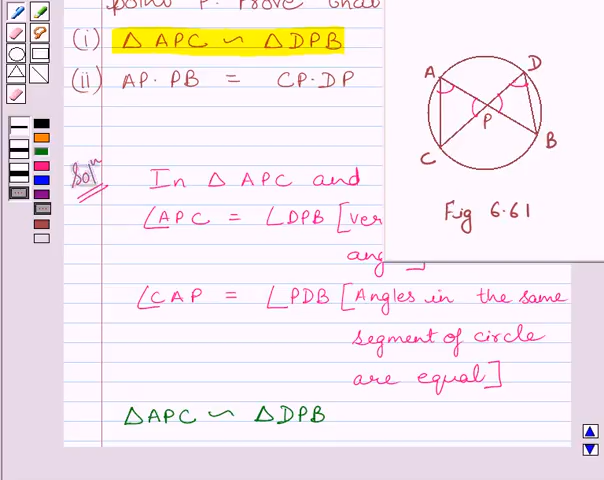 point P. Prove that
(i) △ APC ~ △ DPB
(ii) AP. PB = CP. DP
Solⁿ In △ APC and
∠APC = ∠DPB [ver
ang ]
∠CAP = ∠PDB [Angles in the same
segment of circle
are equal]
△APC ~ △DPB
A
D
P
C
B
Fig 6.61